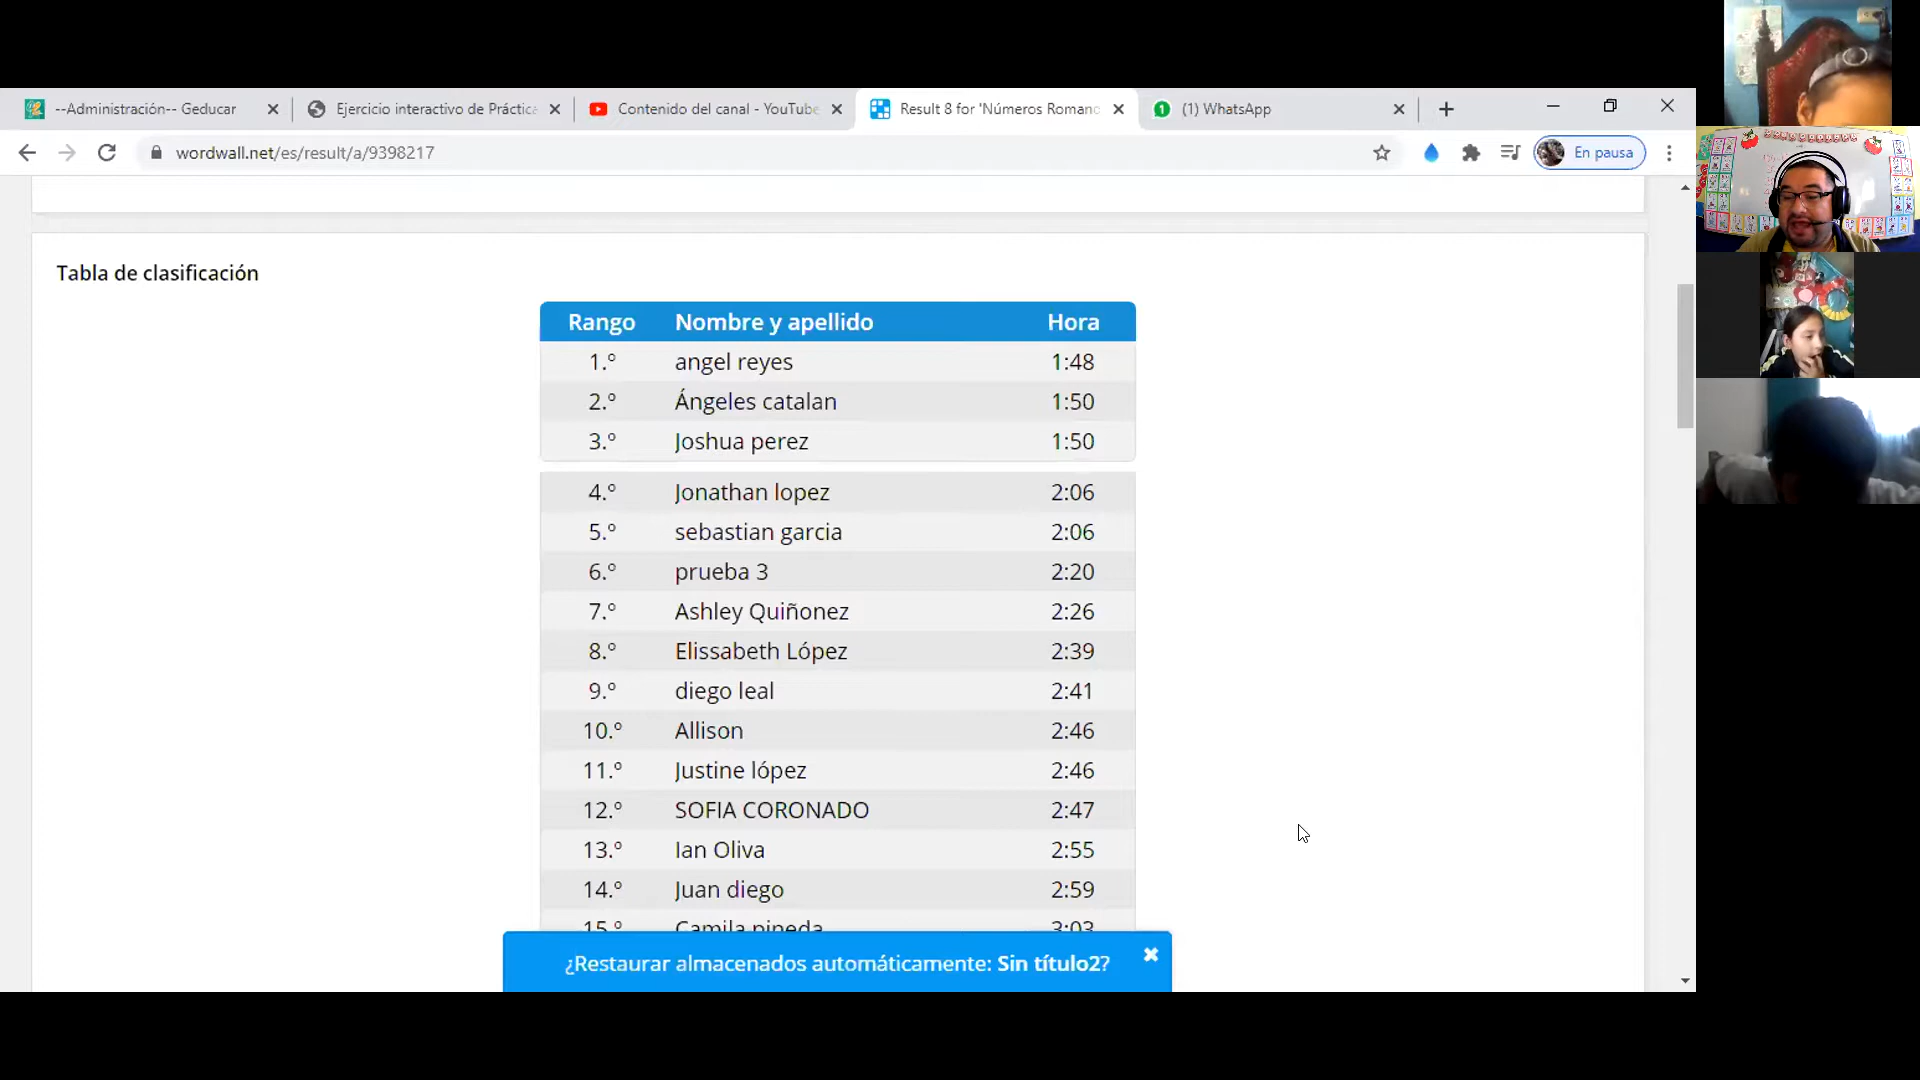 --Administración-- Geducar
Ejercicio interactivo de Práctica
Contenido del canal - YouTube
Result 8 for 'Números Romano
(1) WhatsApp
wordwall.net/es/result/a/9398217
En pausa
Tabla de clasificación
Rango Nombre y apellido Hora
1.º angel reyes 1:48
2.º Ángeles catalan 1:50
3.º Joshua perez 1:50
4.º Jonathan lopez 2:06
5.º sebastian garcia 2:06
6.º prueba 3 2:20
7.º Ashley Quiñonez 2:26
8.º Elissabeth López 2:39
9.º diego leal 2:41
10.º Allison 2:46
11.º Justine lópez 2:46
12.º SOFIA CORONADO 2:47
13.º Ian Oliva 2:55
14.º Juan diego 2:59
15.º Camila pineda 3:03
¿Restaurar almacenados automáticamente: Sin título2?